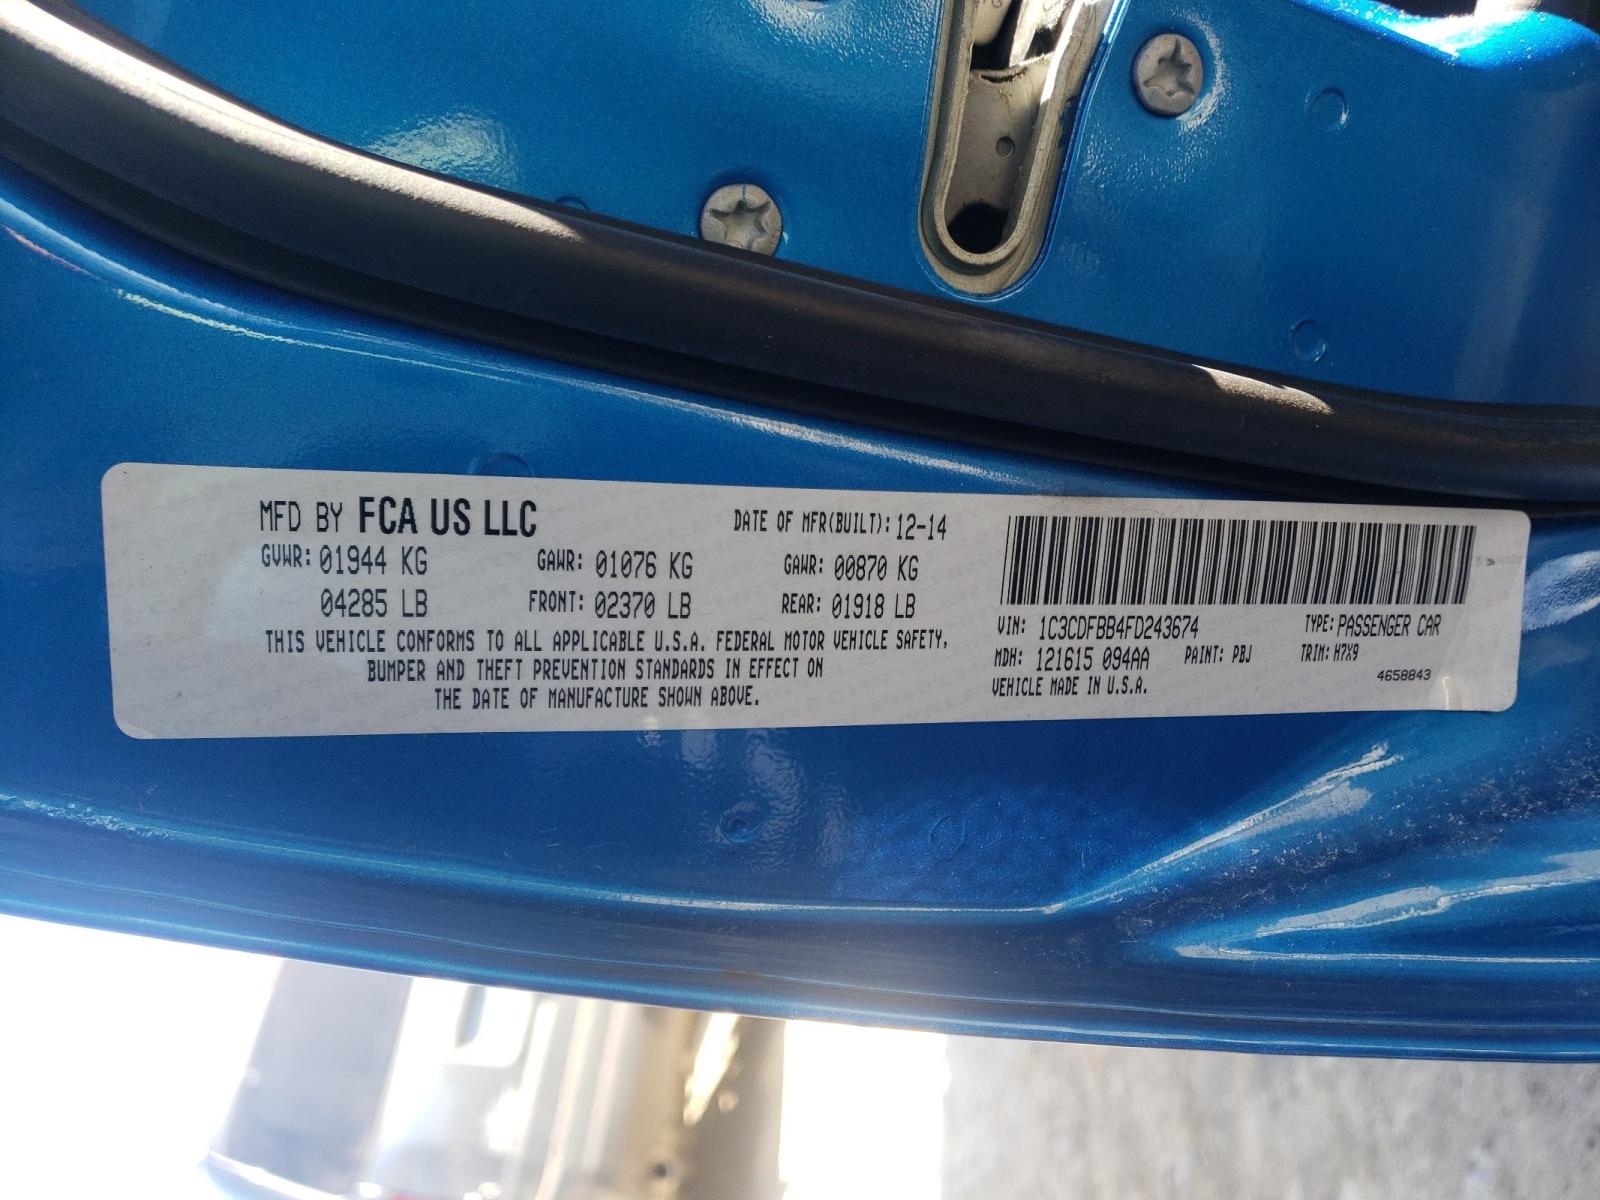 MFD BY FCA US LLC DATE OF MFR(BUILT): 12-14
GVWR: 01944 KG GAWR: 01076 KG GAWR: 00870 KG
04285 LB FRONT: 02370 LB REAR: 01918 LB
THIS VEHICLE CONFORMS TO ALL APPLICABLE U.S.A. FEDERAL MOTOR VEHICLE SAFETY,
BUMPER AND THEFT PREVENTION STANDARDS IN EFFECT ON
THE DATE OF MANUFACTURE SHOWN ABOVE.
VIN: 1C3CDFBB4FD243674 TYPE: PASSENGER CAR
MDH: 121615 094AA PAINT: PBJ TRIM: H7X9
VEHICLE MADE IN U.S.A. 4658843